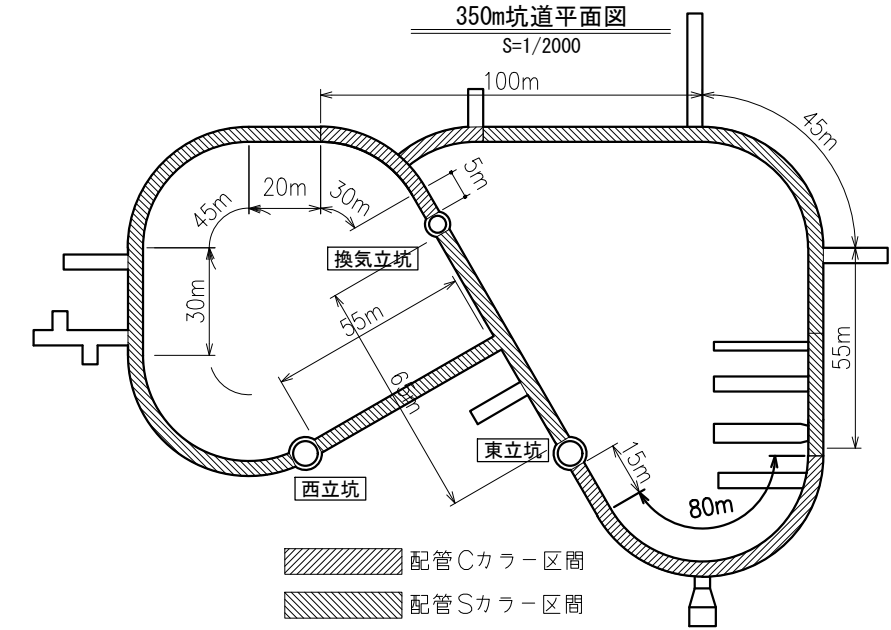 350m坑道平面図
S=1/2000
100m
45m
5m
20m
30m
45m
換気立坑
30m
55m
55m
65m
東立坑
15m
西立坑
80m
配管Cカラー区間
配管Sカラー区間